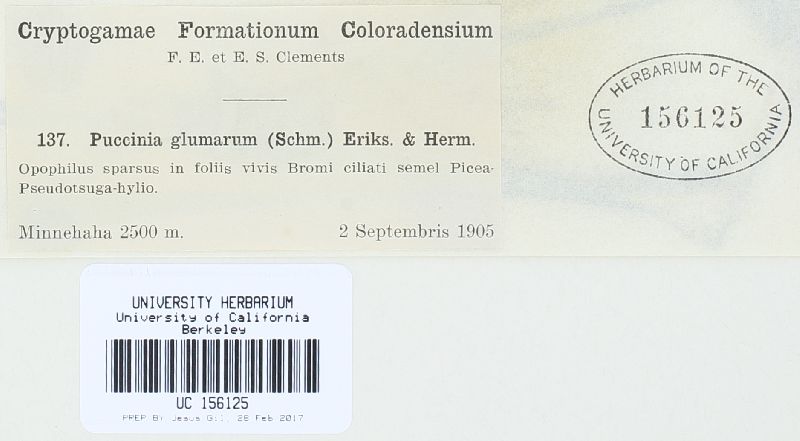 Cryptogamae Formationum Coloradensium
F. E. et E. S. Clements
137. Puccinia glumarum (Schm.) Eriks. & Herm.
Opophilus sparsus in foliis vivis Bromi ciliati semel Picea-
Pseudotsuga-hylio.
Minnehaha 2500 m. 2 Septembris 1905
HERBARIUM OF THE
156125
UNIVERSITY OF CALIFORNIA
UNIVERSITY HERBARIUM
University of California
Berkeley
UC 156125
PREP. BY Jesus Gil, 28 Feb 2017